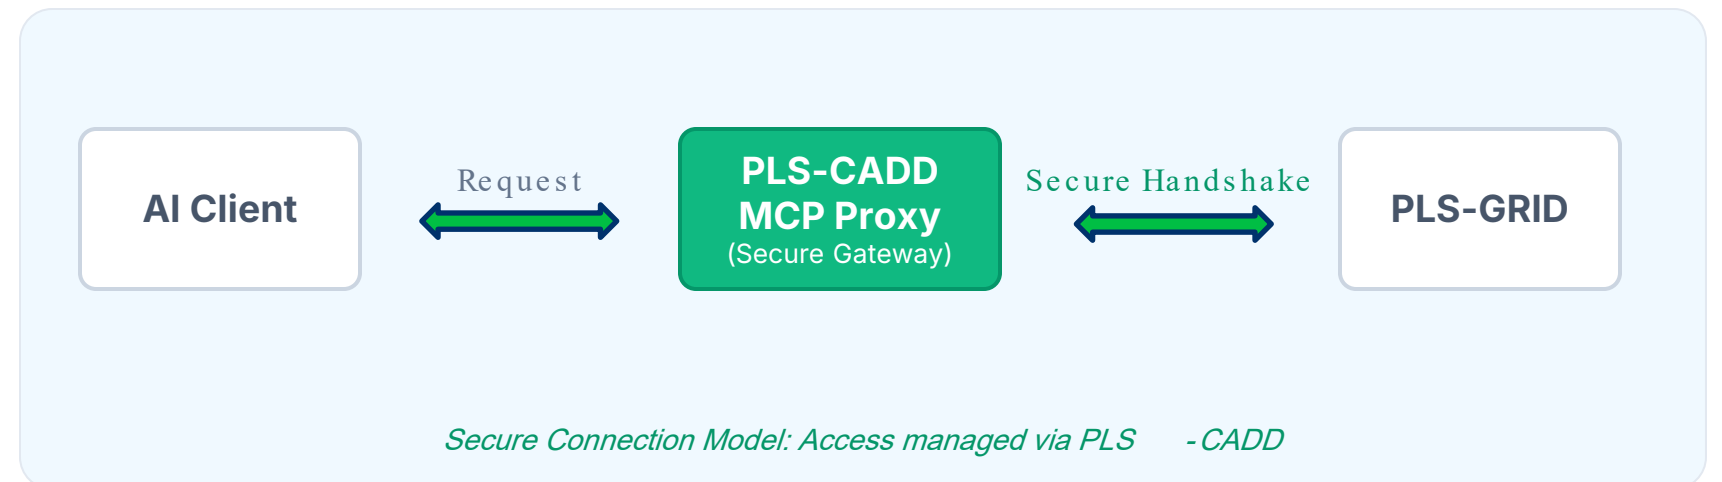 AI Client
Request
PLS-CADD
MCP Proxy
(Secure Gateway)
Secure Handshake
PLS-GRID
Secure Connection Model: Access managed via PLS -CADD